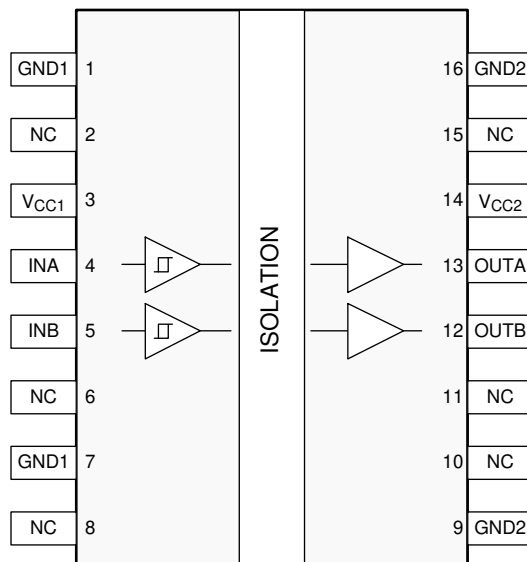 GND1 1 16 GND2
NC 2 15 NC
VCC1 3 14 VCC2
INA 4 13 OUTA
INB 5 12 OUTB
ISOLATION
NC 6 11 NC
GND1 7 10 NC
NC 8 9 GND2